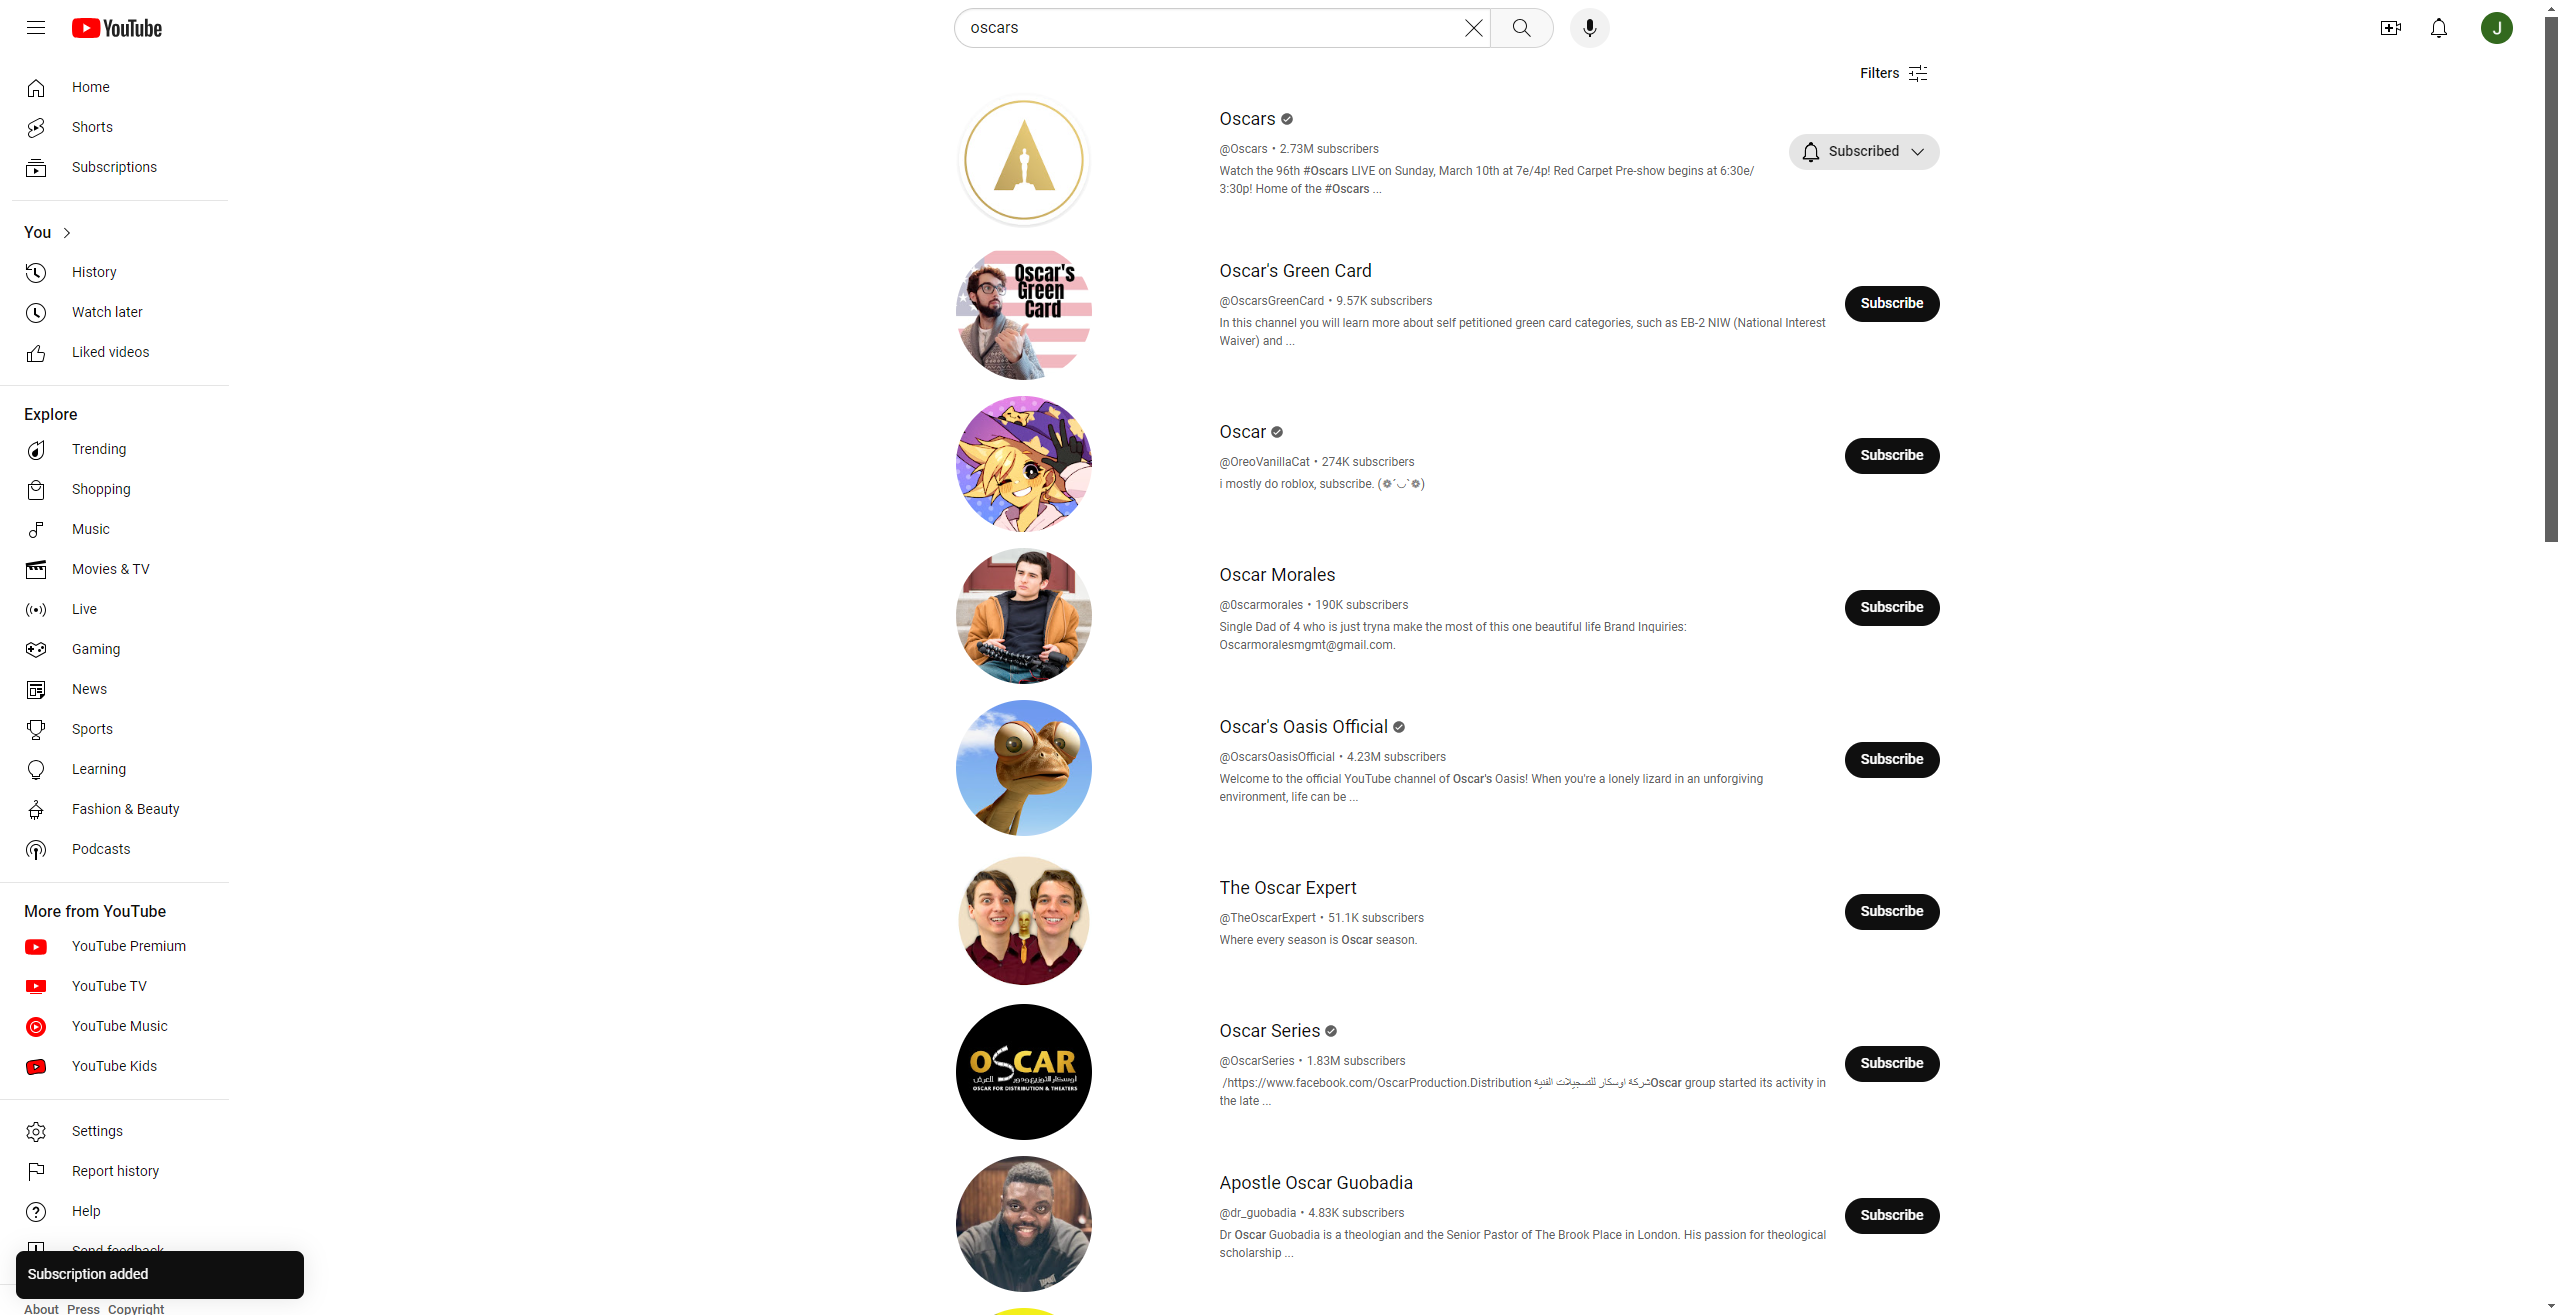 YouTube
oscars
J
Home
Shorts
Subscriptions
You
History
Watch later
Liked videos
Explore
Trending
Shopping
Music
Movies & TV
Live
Gaming
News
Sports
Learning
Fashion & Beauty
Podcasts
More from YouTube
YouTube Premium
YouTube TV
YouTube Music
YouTube Kids
Settings
Report history
Help
Send feedback
Subscription added
About Press Copyright
Filters
Oscars
@Oscars • 2.73M subscribers
Watch the 96th #Oscars LIVE on Sunday, March 10th at 7e/4p! Red Carpet Pre-show begins at 6:30e/
3:30p! Home of the #Oscars ...
Subscribed
Oscar's
Green
Card
Oscar's Green Card
@OscarsGreenCard • 9.57K subscribers
In this channel you will learn more about self petitioned green card categories, such as EB-2 NIW (National Interest
Waiver) and ...
Subscribe
Oscar
@OreoVanillaCat • 274K subscribers
i mostly do roblox, subscribe. (❁´◡`❁)
Subscribe
Oscar Morales
@0scarmorales • 190K subscribers
Single Dad of 4 who is just tryna make the most of this one beautiful life Brand Inquiries:
Oscarmoralesmgmt@gmail.com.
Subscribe
Oscar's Oasis Official
@OscarsOasisOfficial • 4.23M subscribers
Welcome to the official YouTube channel of Oscar's Oasis! When you're a lonely lizard in an unforgiving
environment, life can be ...
Subscribe
The Oscar Expert
@TheOscarExpert • 51.1K subscribers
Where every season is Oscar season.
Subscribe
OSCAR
أوسكار للتوزيع ودور العرض
OSCAR FOR DISTRIBUTION & THEATERS
Oscar Series
@OscarSeries • 1.83M subscribers
/https://www.facebook.com/OscarProduction.Distribution شركة اوسكار للتسجيلات الفنية Oscar group started its activity in
the late ...
Subscribe
Apostle Oscar Guobadia
@dr_guobadia • 4.83K subscribers
Dr Oscar Guobadia is a theologian and the Senior Pastor of The Brook Place in London. His passion for theological
scholarship ...
Subscribe